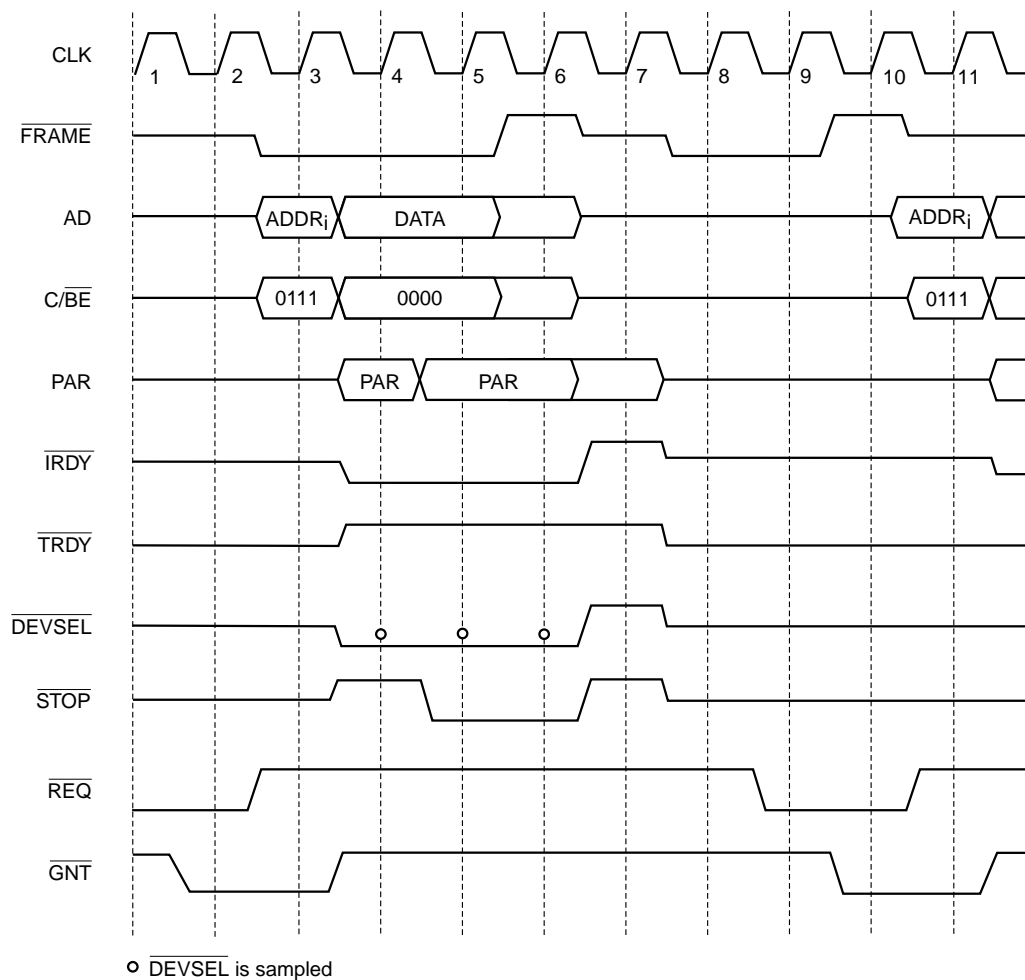 CLK
1 2 3 4 5 6 7 8 9 10 11
FRAME
AD ADDRi DATA ADDRi
C/BE 0111 0000 0111
PAR PAR PAR
IRDY
TRDY
DEVSEL
STOP
REQ
GNT
DEVSEL is sampled